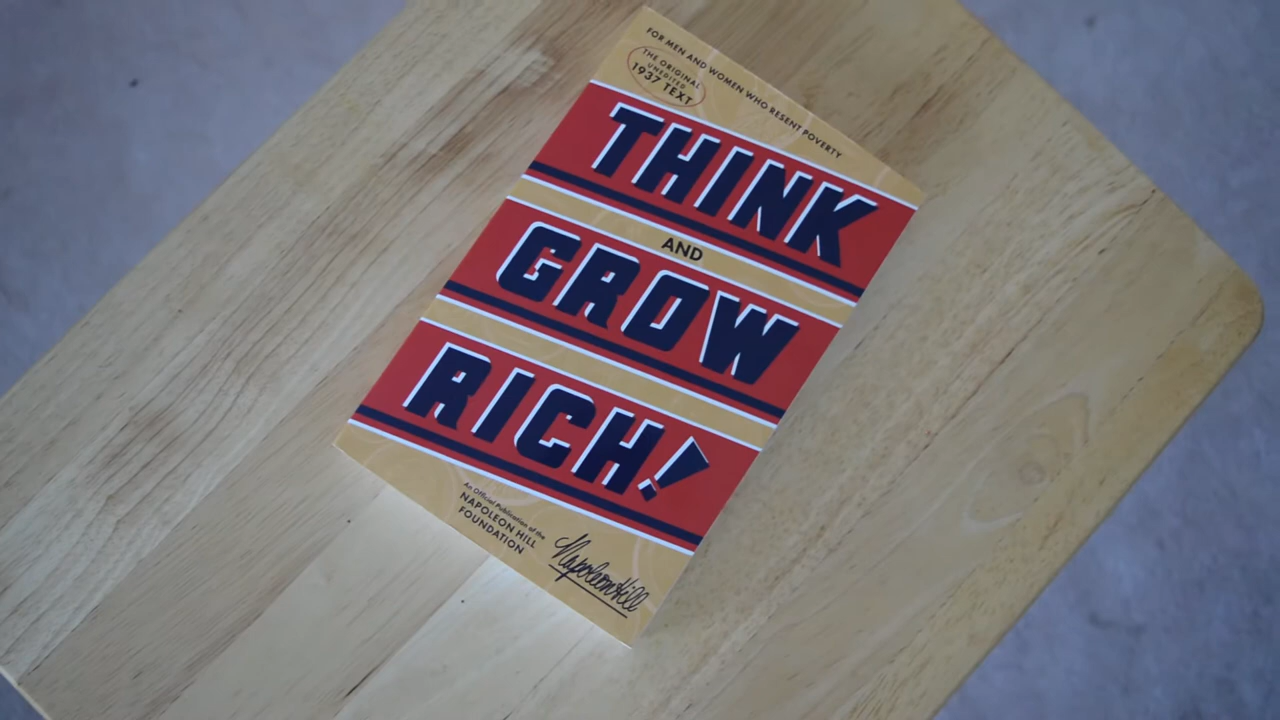 FOR MEN AND WOMEN WHO RESENT POVERTY
THE ORIGINAL
UNEDITED
1937 TEXT
THINK
AND
GROW
RICH!
An Official Publication of the
NAPOLEON HILL
FOUNDATION
Napoleon Hill